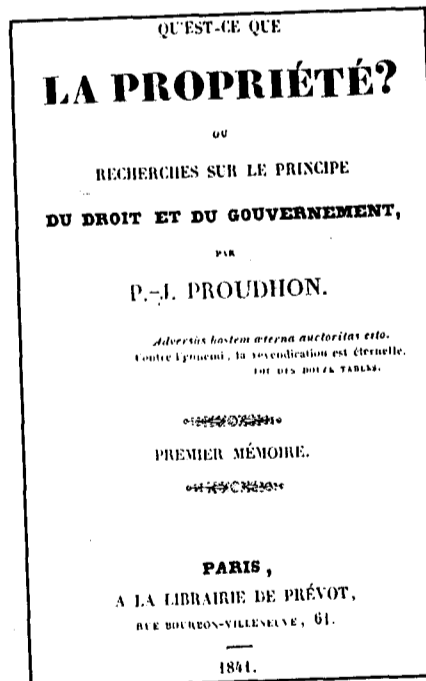 QU'EST-CE QUE
LA PROPRIÉTÉ?
OU
RECHERCHES SUR LE PRINCIPE
DU DROIT ET DU GOUVERNEMENT,
PAR
P.-J. PROUDHON.
Adversùs hostem æterna auctoritas esto.
Contre l'ennemi, la revendication est éternelle.
LOI DES DOUZE TABLES.
PREMIER MÉMOIRE.
PARIS,
A LA LIBRAIRIE DE PRÉVOT,
RUE BOURBON-VILLENEUVE, 61.
1841.